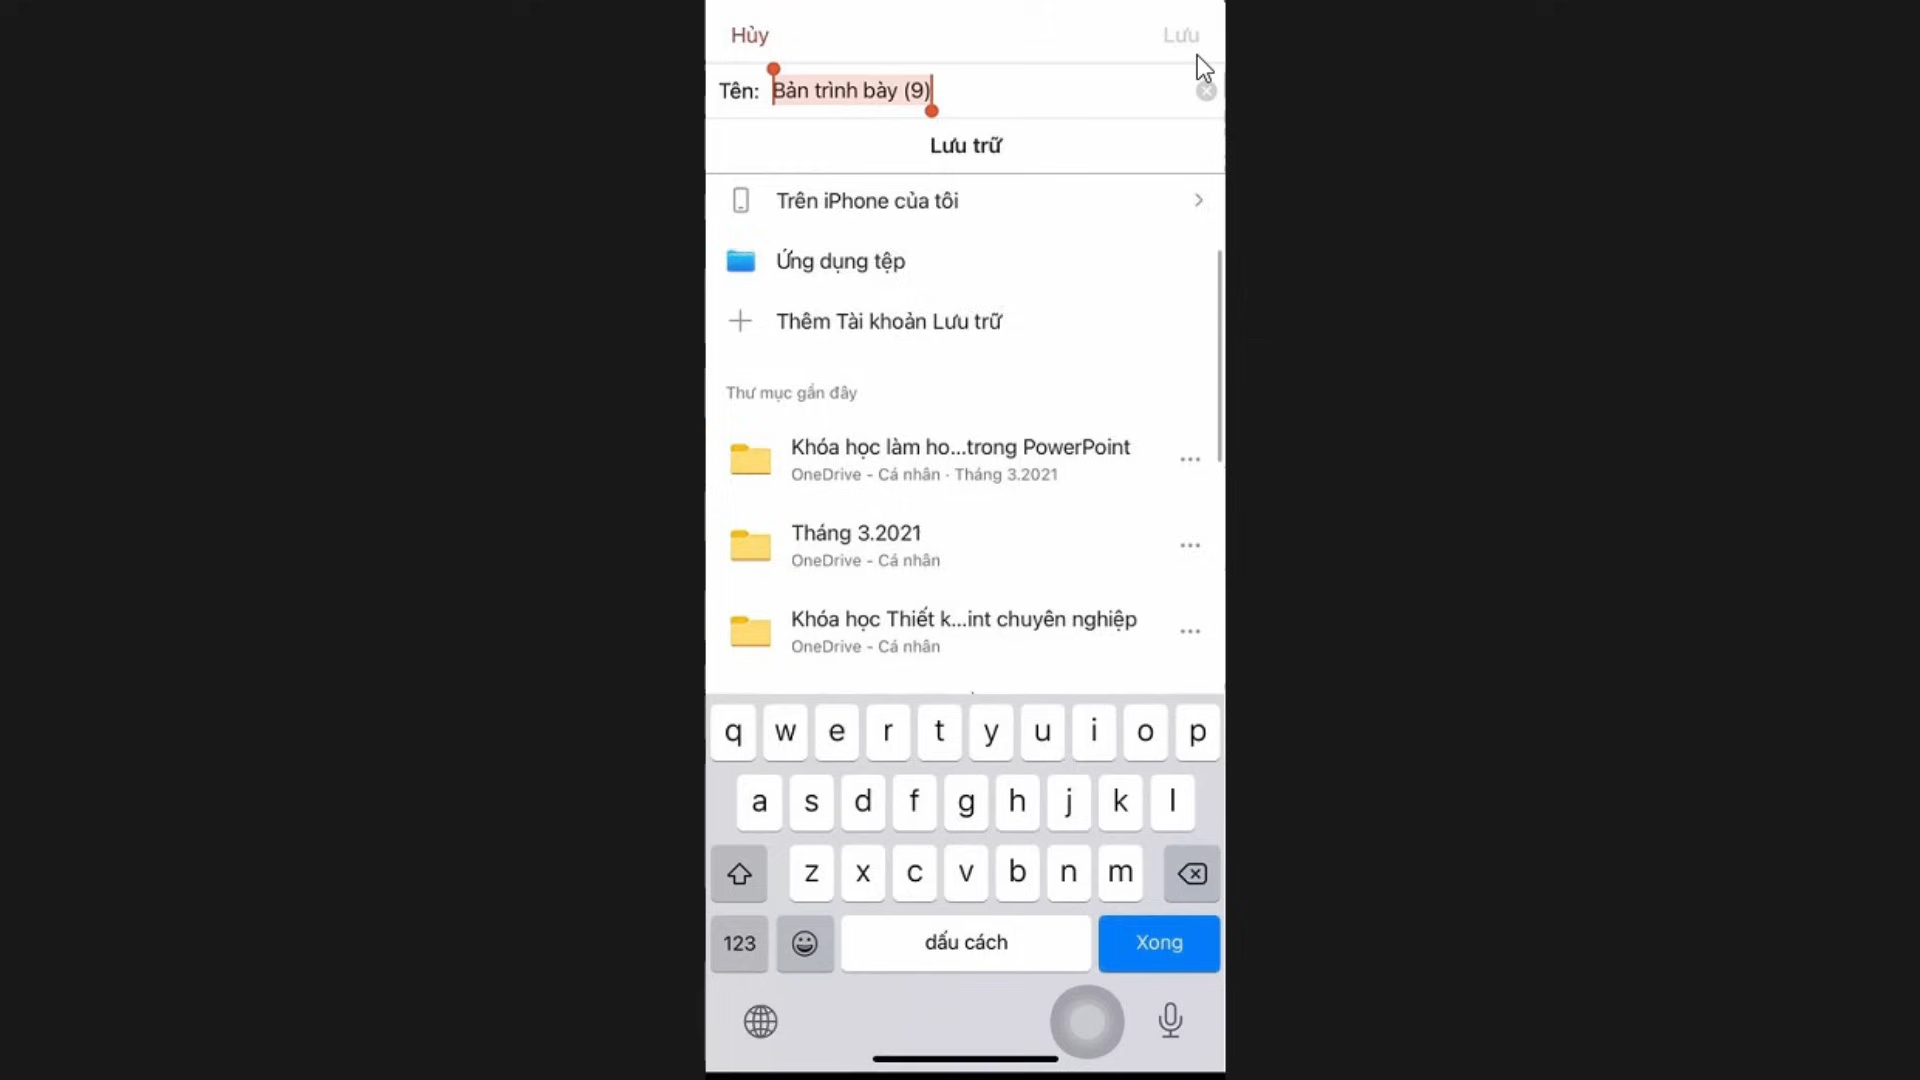 Hủy
Lưu
Tên: Bản trình bày (9)
Lưu trữ
Trên iPhone của tôi
Ứng dụng tệp
Thêm Tài khoản Lưu trữ
Thư mục gần đây
Khóa học làm ho...trong PowerPoint
OneDrive - Cá nhân · Tháng 3.2021
Tháng 3.2021
OneDrive - Cá nhân
Khóa học Thiết k...int chuyên nghiệp
OneDrive - Cá nhân
q w e r t y u i o p
a s d f g h j k l
z x c v b n m
123 dấu cách Xong